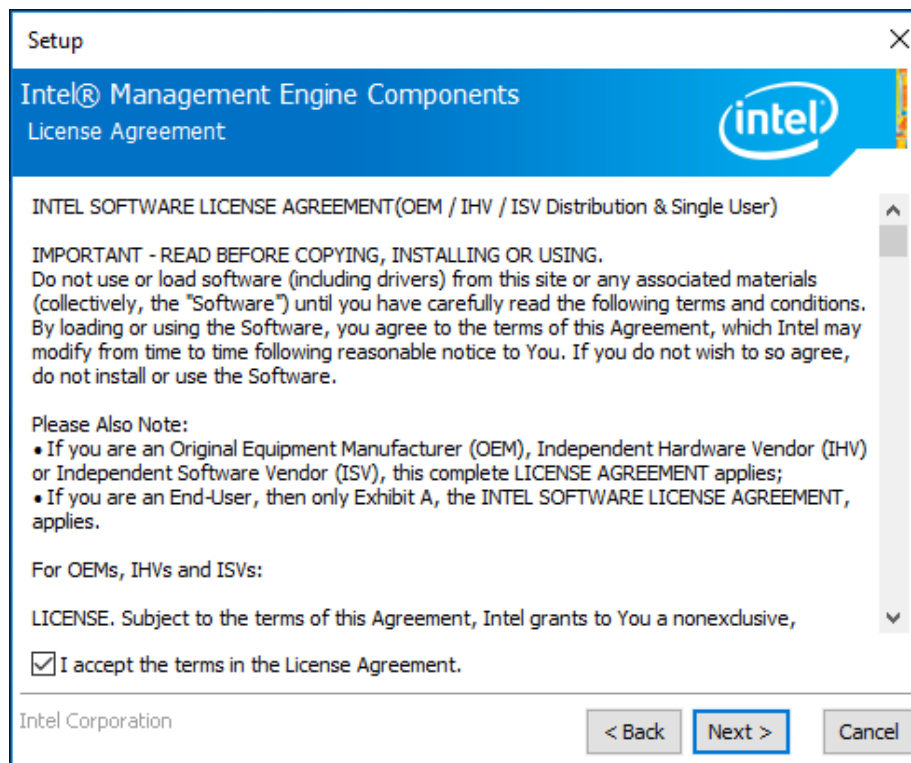 Setup
Intel® Management Engine Components
License Agreement
intel
INTEL SOFTWARE LICENSE AGREEMENT(OEM / IHV / ISV Distribution & Single User)
IMPORTANT - READ BEFORE COPYING, INSTALLING OR USING.
Do not use or load software (including drivers) from this site or any associated materials
(collectively, the "Software") until you have carefully read the following terms and conditions.
By loading or using the Software, you agree to the terms of this Agreement, which Intel may
modify from time to time following reasonable notice to You. If you do not wish to so agree,
do not install or use the Software.
Please Also Note:
• If you are an Original Equipment Manufacturer (OEM), Independent Hardware Vendor (IHV)
or Independent Software Vendor (ISV), this complete LICENSE AGREEMENT applies;
• If you are an End-User, then only Exhibit A, the INTEL SOFTWARE LICENSE AGREEMENT,
applies.
For OEMs, IHVs and ISVs:
LICENSE. Subject to the terms of this Agreement, Intel grants to You a nonexclusive,
I accept the terms in the License Agreement.
Intel Corporation
< Back
Next >
Cancel